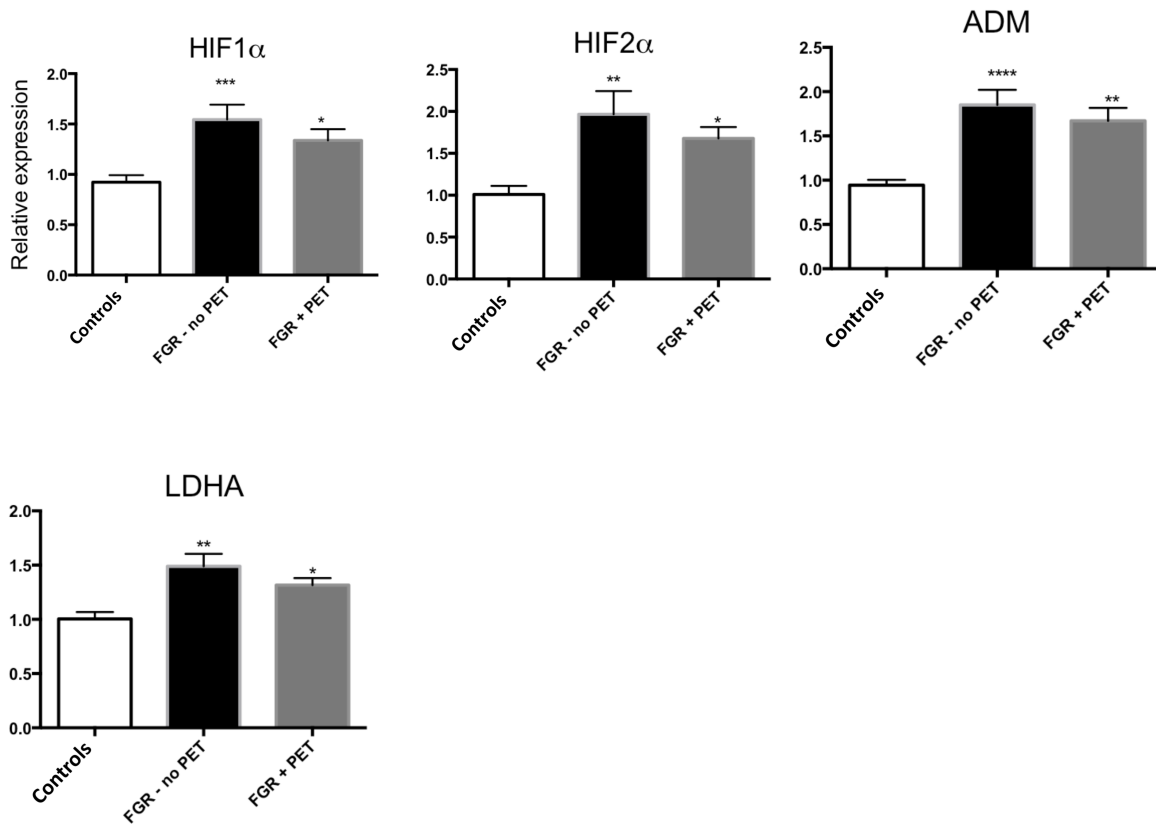 HIF1α
Relative expression
2.0
1.5
1.0
0.5
0.0
***
*
Controls
FGR - no PET
FGR + PET
HIF2α
2.5
2.0
1.5
1.0
0.5
0.0
**
*
Controls
FGR - no PET
FGR + PET
ADM
2.5
2.0
1.5
1.0
0.5
0.0
****
**
Controls
FGR - no PET
FGR + PET
LDHA
2.0
1.5
1.0
0.5
0.0
**
*
Controls
FGR - no PET
FGR + PET